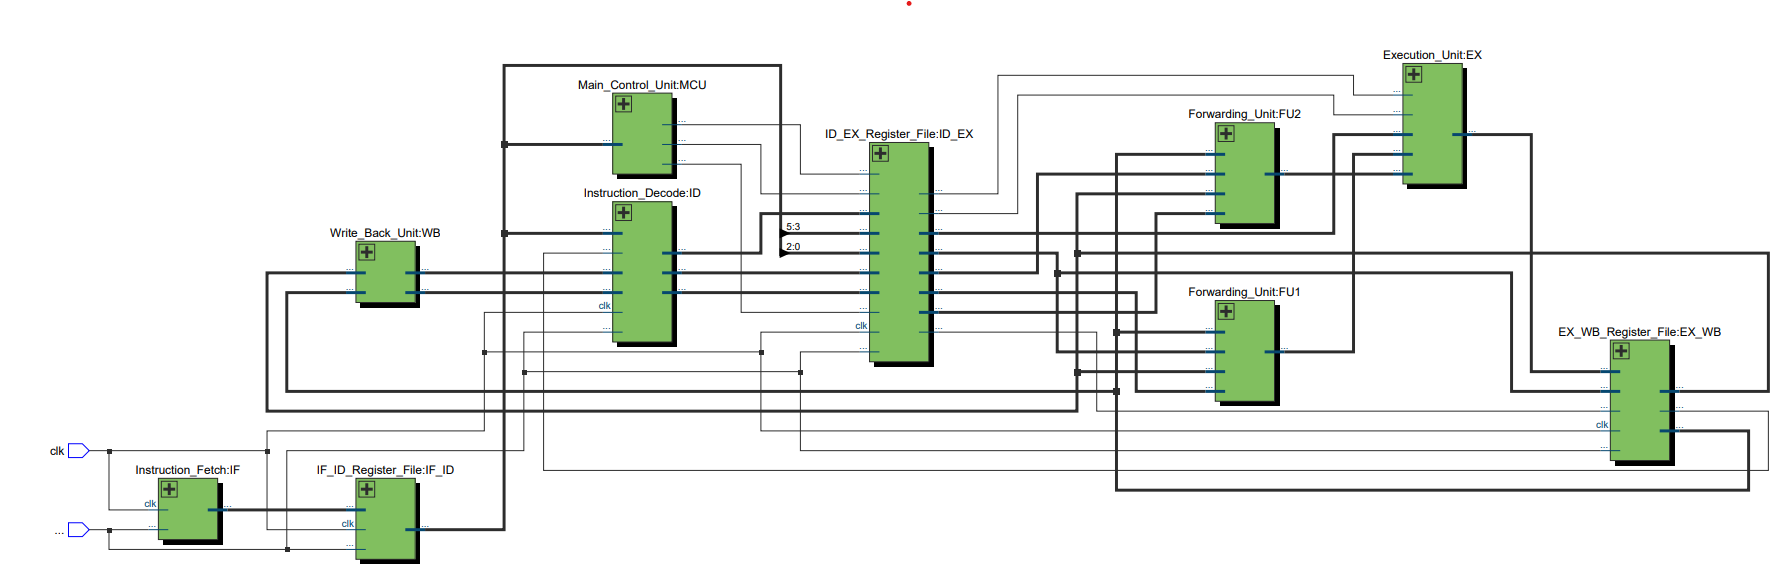 Execution_Unit:EX
Main_Control_Unit:MCU
Forwarding_Unit:FU2
ID_EX_Register_File:ID_EX
Instruction_Decode:ID
5:3
Write_Back_Unit:WB
2:0
Forwarding_Unit:FU1
clk
clk
EX_WB_Register_File:EX_WB
clk
clk
Instruction_Fetch:IF
IF_ID_Register_File:IF_ID
clk
clk
...